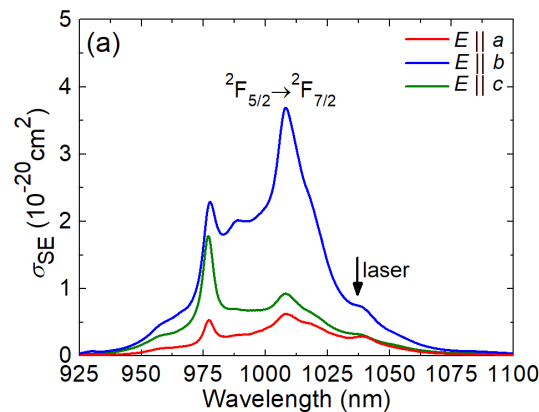 (a)
E || a
E || b
E || c
²F₅/₂→²F₇/₂
laser
σSE (10⁻²⁰cm²)
5
4
3
2
1
0
925 950 975 1000 1025 1050 1075 1100
Wavelength (nm)